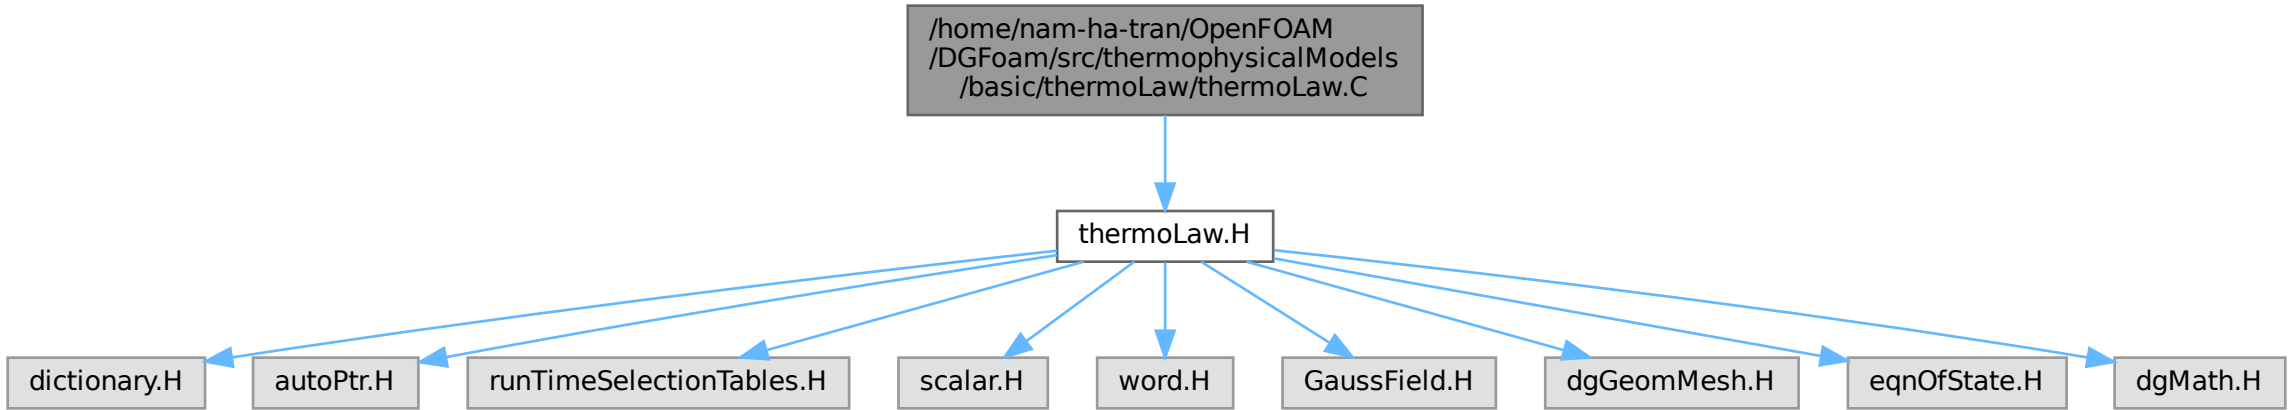 /home/nam-ha-tran/OpenFOAM
/DGFoam/src/thermophysicalModels
/basic/thermoLaw/thermoLaw.C
thermoLaw.H
dictionary.H
autoPtr.H
runTimeSelectionTables.H
scalar.H
word.H
GaussField.H
dgGeomMesh.H
eqnOfState.H
dgMath.H